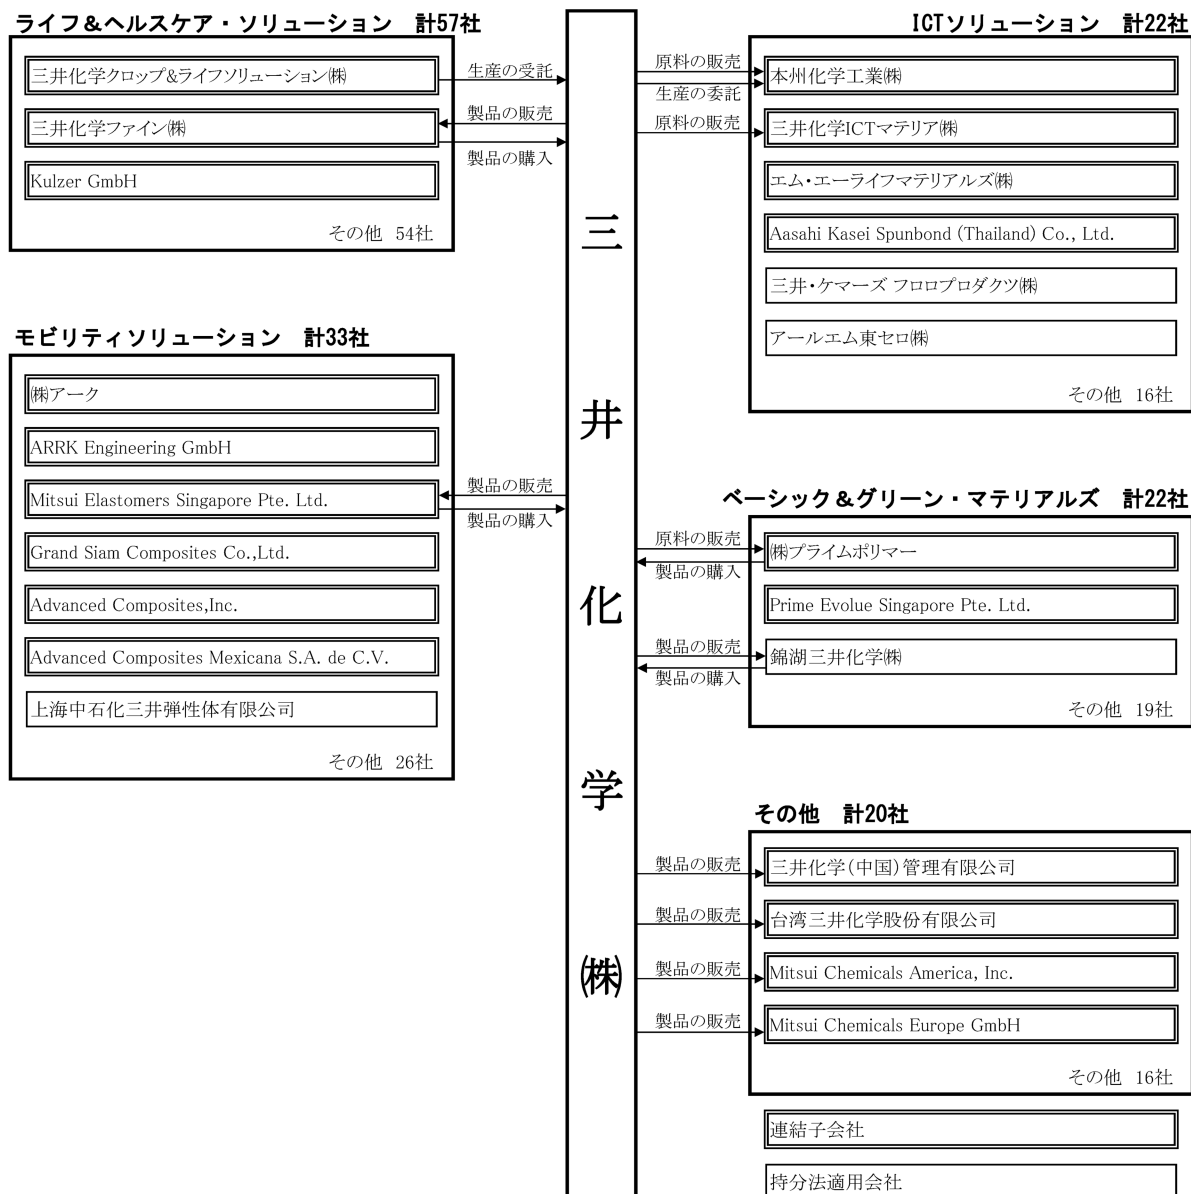 ライフ&ヘルスケア・ソリューション 計57社
三井化学クロップ&ライフソリューション㈱
生産の受託
三井化学ファイン㈱
製品の販売
製品の購入
Kulzer GmbH
その他 54社
モビリティソリューション 計33社
㈱アーク
ARRK Engineering GmbH
Mitsui Elastomers Singapore Pte. Ltd.
製品の販売
製品の購入
Grand Siam Composites Co.,Ltd.
Advanced Composites,Inc.
Advanced Composites Mexicana S.A. de C.V.
上海中石化三井弾性体有限公司
その他 26社
三井化学㈱
ICTソリューション 計22社
原料の販売
生産の委託
本州化学工業㈱
原料の販売
三井化学ICTマテリア㈱
エム・エーライフマテリアルズ㈱
Aasahi Kasei Spunbond (Thailand) Co., Ltd.
三井・ケマーズ フロロプロダクツ㈱
アールエム東セロ㈱
その他 16社
ベーシック&グリーン・マテリアルズ 計22社
原料の販売
製品の購入
㈱プライムポリマー
Prime Evolue Singapore Pte. Ltd.
製品の販売
製品の購入
錦湖三井化学㈱
その他 19社
その他 計20社
製品の販売
三井化学(中国)管理有限公司
製品の販売
台湾三井化学股份有限公司
製品の販売
Mitsui Chemicals America, Inc.
製品の販売
Mitsui Chemicals Europe GmbH
その他 16社
連結子会社
持分法適用会社